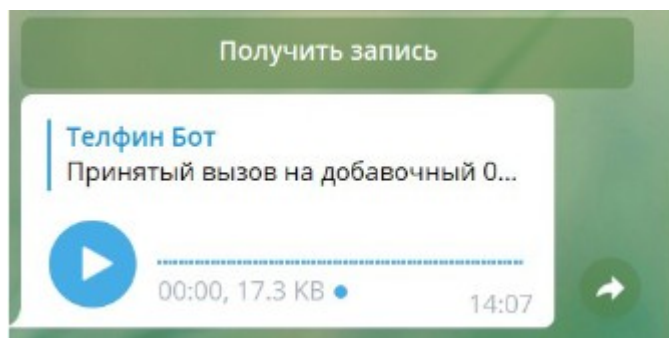 Получить запись
Телфин Бот
Принятый вызов на добавочный 0...
00:00, 17.3 KB
14:07